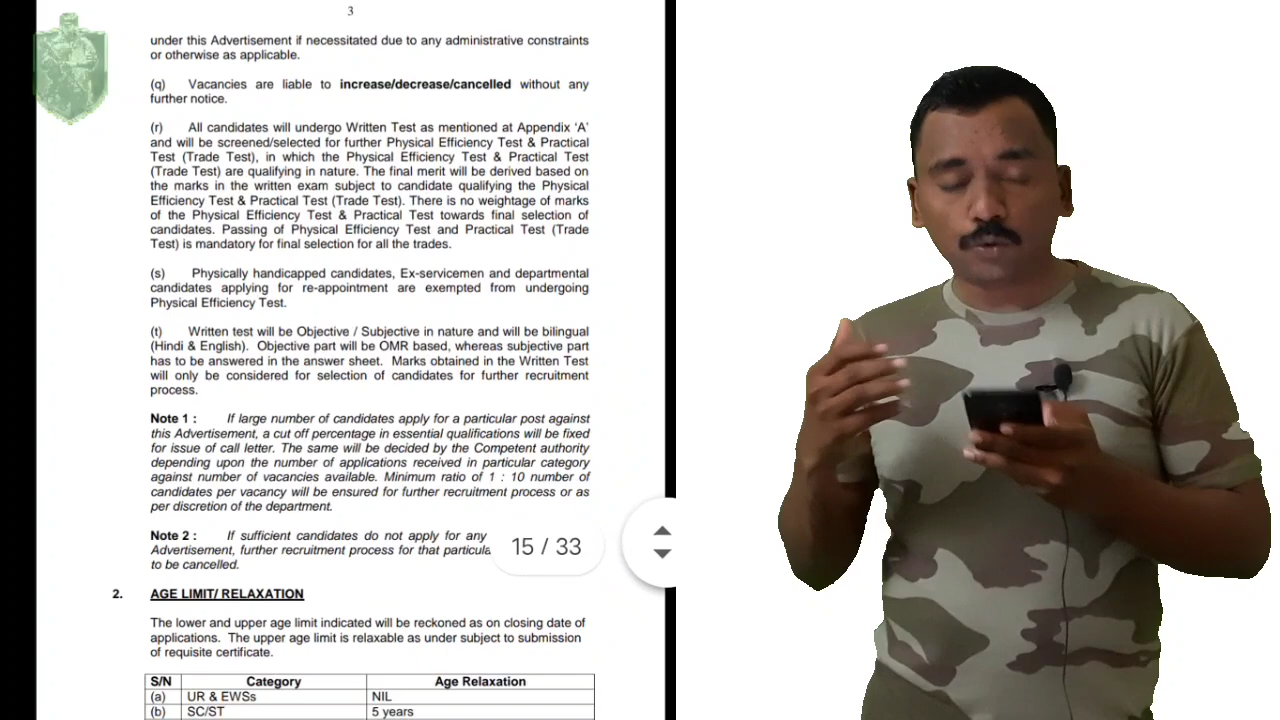 3
under this Advertisement if necessitated due to any administrative constraints
or otherwise as applicable.
(q) Vacancies are liable to increase/decrease/cancelled without any
further notice.
(r) All candidates will undergo Written Test as mentioned at Appendix ‘A’
and will be screened/selected for further Physical Efficiency Test & Practical
Test (Trade Test), in which the Physical Efficiency Test & Practical Test
(Trade Test) are qualifying in nature. The final merit will be derived based on
the marks in the written exam subject to candidate qualifying the Physical
Efficiency Test & Practical Test (Trade Test). There is no weightage of marks
of the Physical Efficiency Test & Practical Test towards final selection of
candidates. Passing of Physical Efficiency Test and Practical Test (Trade
Test) is mandatory for final selection for all the trades.
(s) Physically handicapped candidates, Ex-servicemen and departmental
candidates applying for re-appointment are exempted from undergoing
Physical Efficiency Test.
(t) Written test will be Objective / Subjective in nature and will be bilingual
(Hindi & English). Objective part will be OMR based, whereas subjective part
has to be answered in the answer sheet. Marks obtained in the Written Test
will only be considered for selection of candidates for further recruitment
process.
Note 1 : If large number of candidates apply for a particular post against
this Advertisement, a cut off percentage in essential qualifications will be fixed
for issue of call letter. The same will be decided by the Competent authority
depending upon the number of applications received in particular category
against number of vacancies available. Minimum ratio of 1 : 10 number of
candidates per vacancy will be ensured for further recruitment process or as
per discretion of the department.
Note 2 : If sufficient candidates do not apply for any
Advertisement, further recruitment process for that
to be cancelled.
15 / 33
2. AGE LIMIT/ RELAXATION
The lower and upper age limit indicated will be reckoned as on closing date of
applications. The upper age limit is relaxable as under subject to submission
of requisite certificate.
S/N Category Age Relaxation
(a) UR & EWSs NIL
(b) SC/ST 5 years